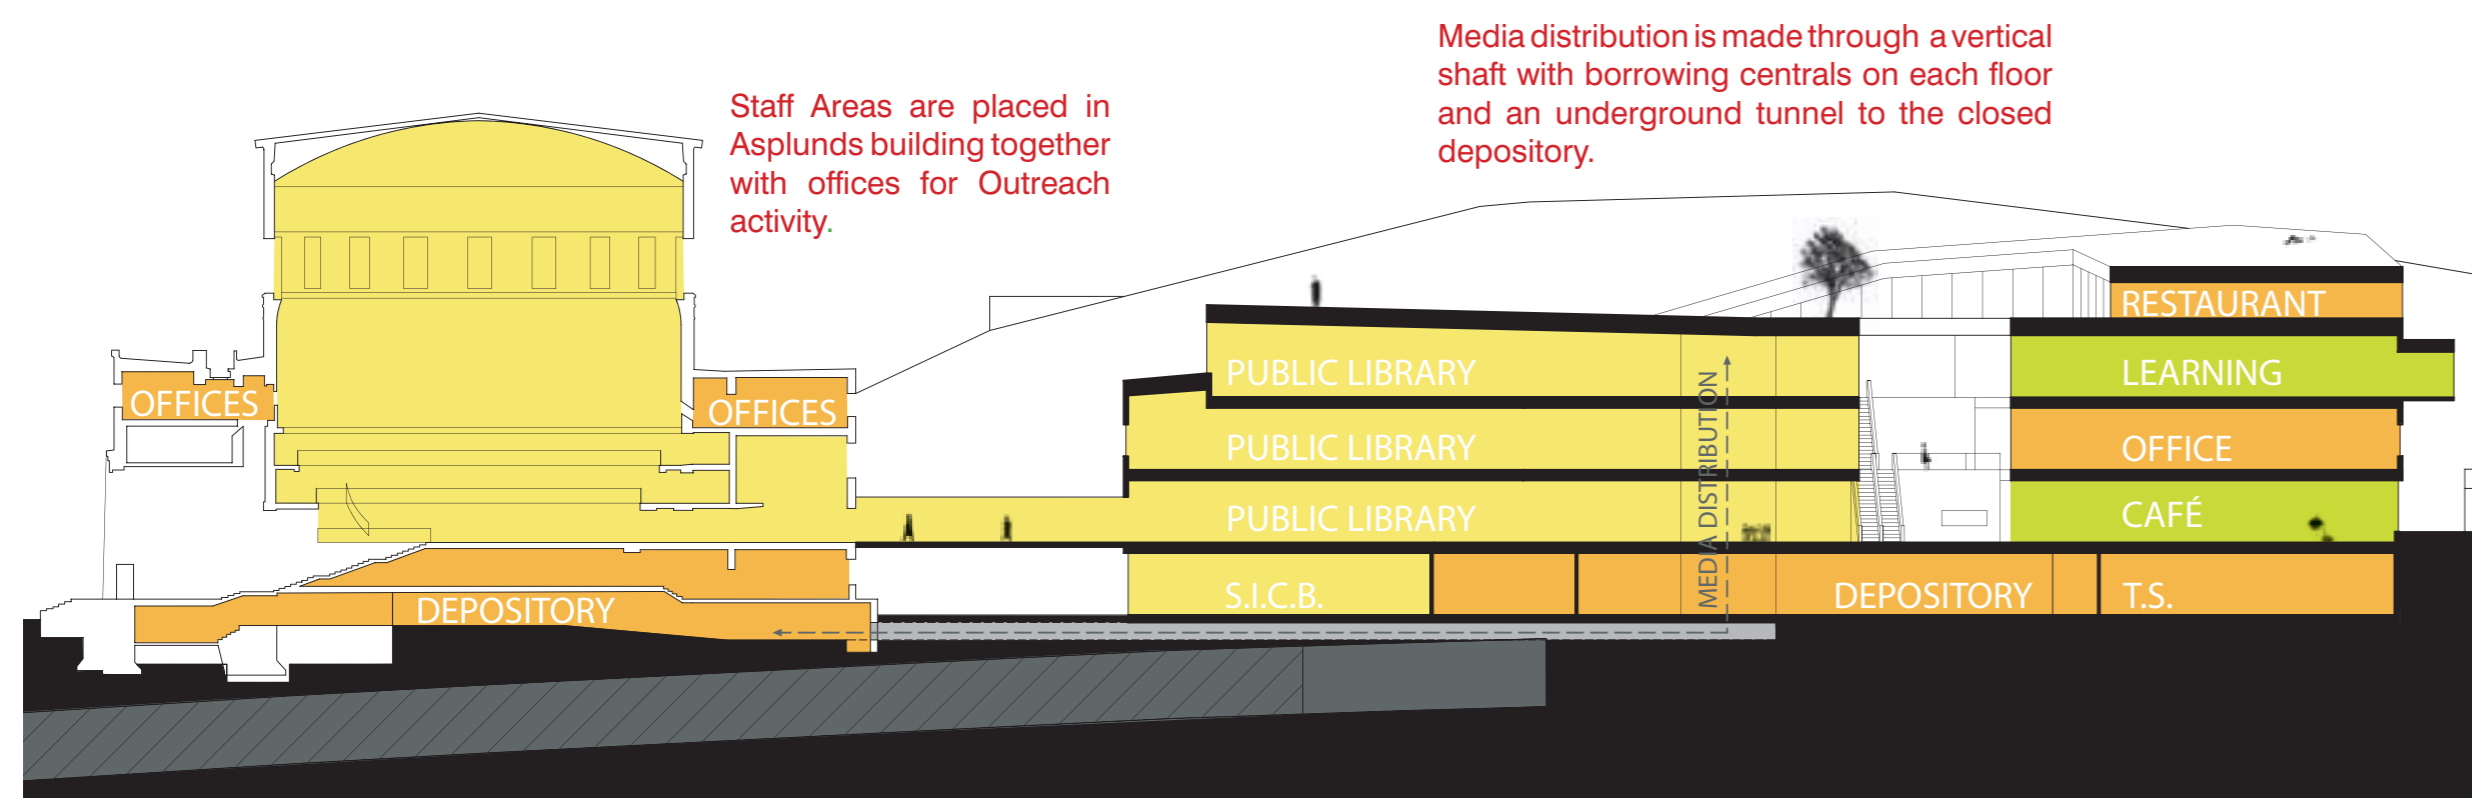 Media distribution is made through a vertical
shaft with borrowing centrals on each floor
and an underground tunnel to the closed
depository.
Staff Areas are placed in
Asplunds building together
with offices for Outreach
activity.
RESTAURANT
PUBLIC LIBRARY
LEARNING
OFFICES
OFFICES
PUBLIC LIBRARY
OFFICE
MEDIA DISTRIBUTION
PUBLIC LIBRARY
CAFÉ
DEPOSITORY
S.I.C.B.
DEPOSITORY
T.S.